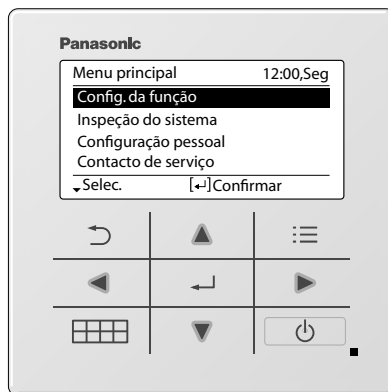 Panasonic
Menu principal 12:00,Seg
Config. da função
Inspeção do sistema
Configuração pessoal
Contacto de serviço
Selec. [↵]Confirmar